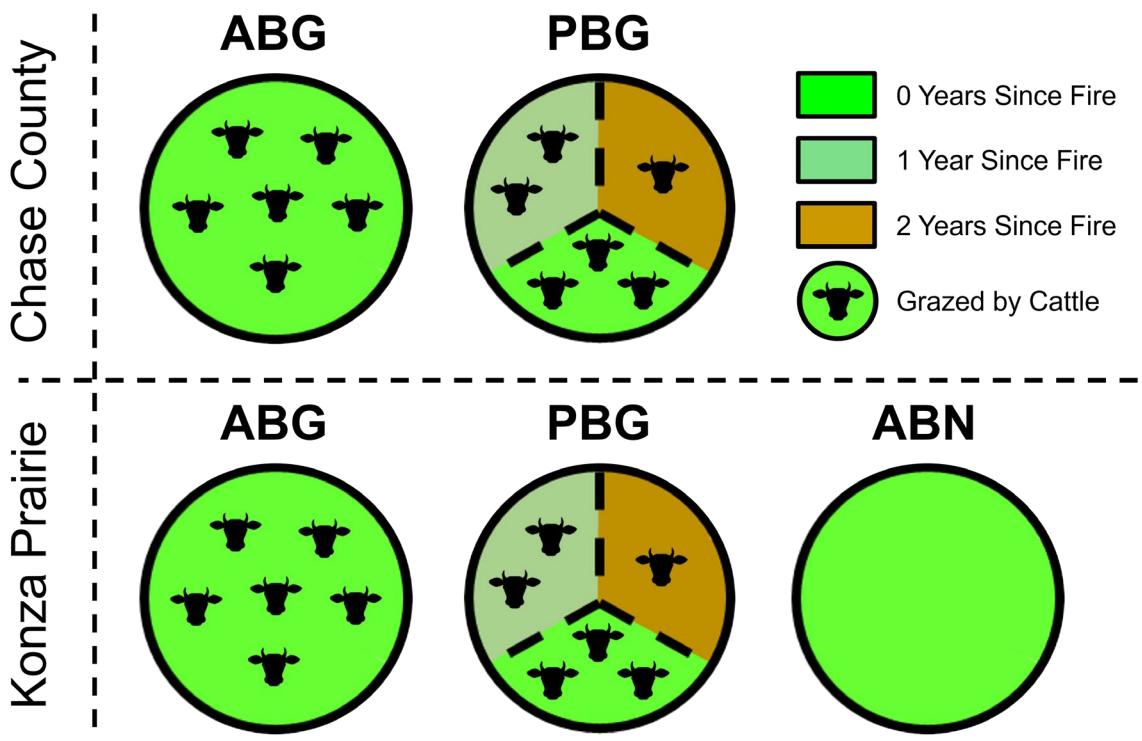 ABG
PBG
Chase County
0 Years Since Fire
1 Year Since Fire
2 Years Since Fire
Grazed by Cattle
ABG
PBG
ABN
Konza Prairie